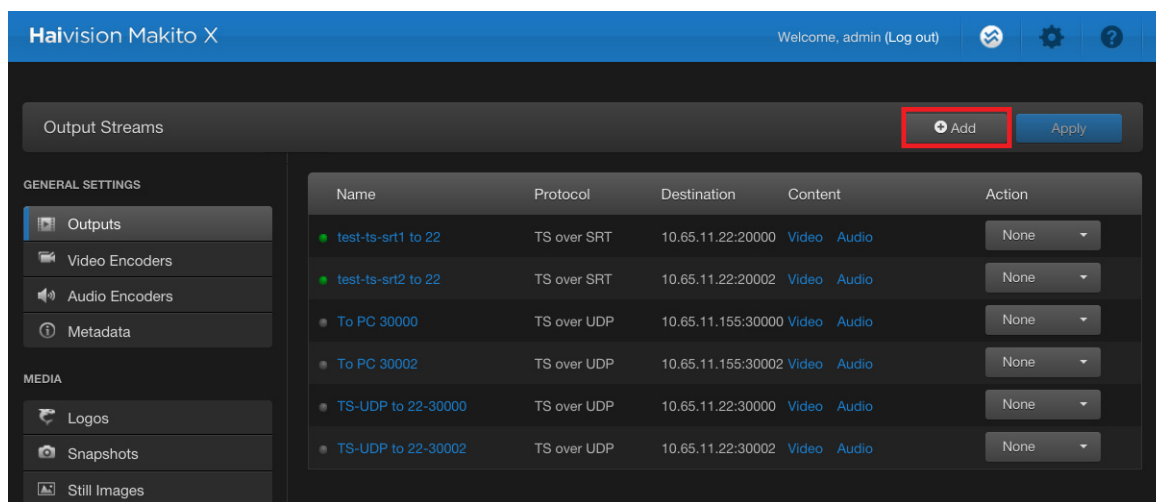 Haivision Makito X
Welcome, admin (Log out)
Output Streams
Add
Apply
GENERAL SETTINGS
Outputs
Video Encoders
Audio Encoders
Metadata
MEDIA
Logos
Snapshots
Still Images
Name Protocol Destination Content Action
test-ts-srt1 to 22 TS over SRT 10.65.11.22:20000 Video Audio None
test-ts-srt2 to 22 TS over SRT 10.65.11.22:20002 Video Audio None
To PC 30000 TS over UDP 10.65.11.155:30000 Video Audio None
To PC 30002 TS over UDP 10.65.11.155:30002 Video Audio None
TS-UDP to 22-30000 TS over UDP 10.65.11.22:30000 Video Audio None
TS-UDP to 22-30002 TS over UDP 10.65.11.22:30002 Video Audio None